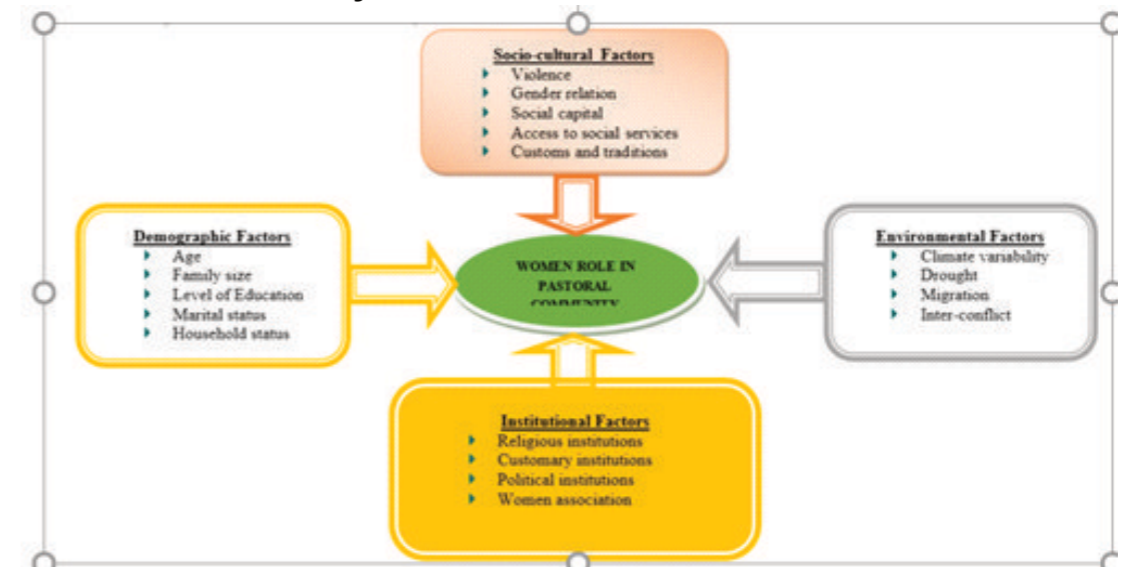 Socio-cultural Factors
Violence
Gender relation
Social capital
Access to social services
Customs and traditions
Demographic Factors
Age
Family size
Level of Education
Marital status
Household status
WOMEN ROLE IN
PASTORAL
COMMUNITY
Environmental Factors
Climate variability
Drought
Migration
Inter-conflict
Institutional Factors
Religious institutions
Customary institutions
Political institutions
Women association